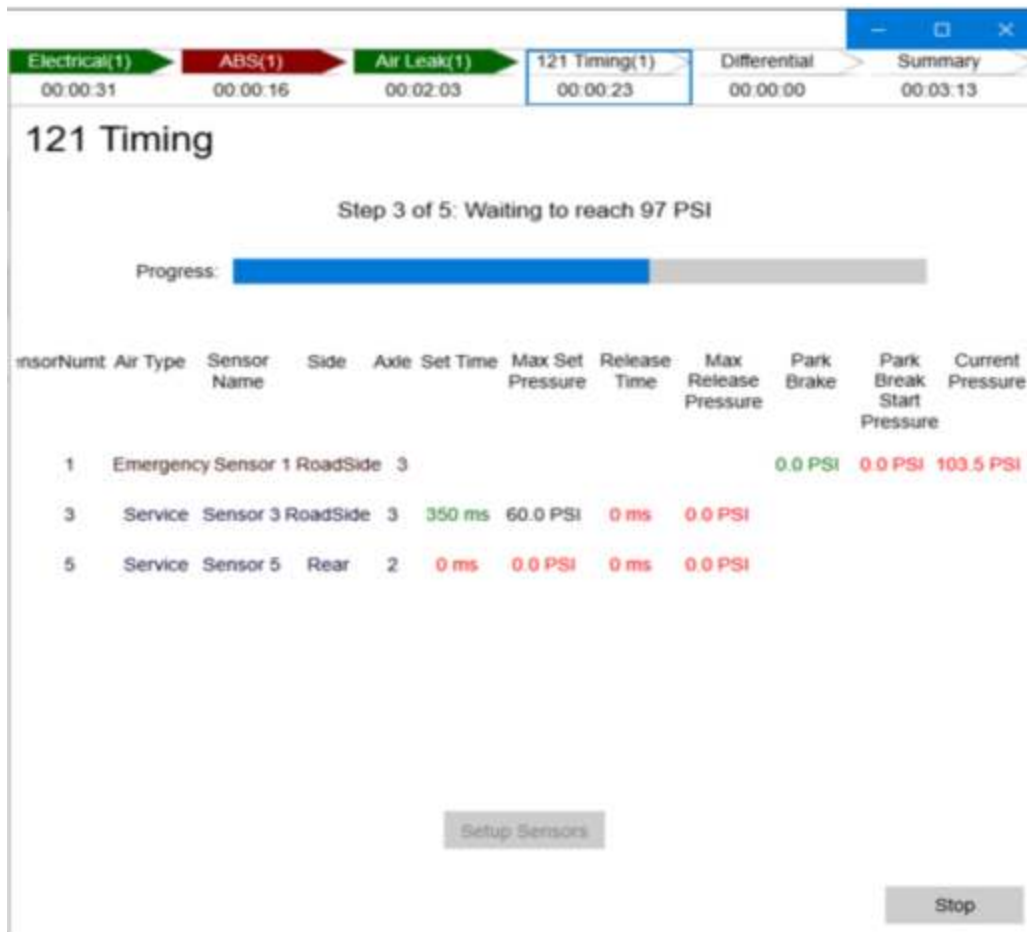 Electrical(1) ABS(1) Air Leak(1) 121 Timing(1) Differential Summary
00:00:31 00:00:16 00:02:03 00:00:23 00:00:00 00:03:13
121 Timing
Step 3 of 5: Waiting to reach 97 PSI
Progress:
nsorNumt Air Type Sensor Name Side Axle Set Time Max Set Pressure Release Time Max Release Pressure Park Brake Park Break Start Pressure Current Pressure
1 Emergency Sensor 1 RoadSide 3 0.0 PSI 0.0 PSI 103.5 PSI
3 Service Sensor 3 RoadSide 3 350 ms 60.0 PSI 0 ms 0.0 PSI
5 Service Sensor 5 Rear 2 0 ms 0.0 PSI 0 ms 0.0 PSI
Setup Sensors
Stop